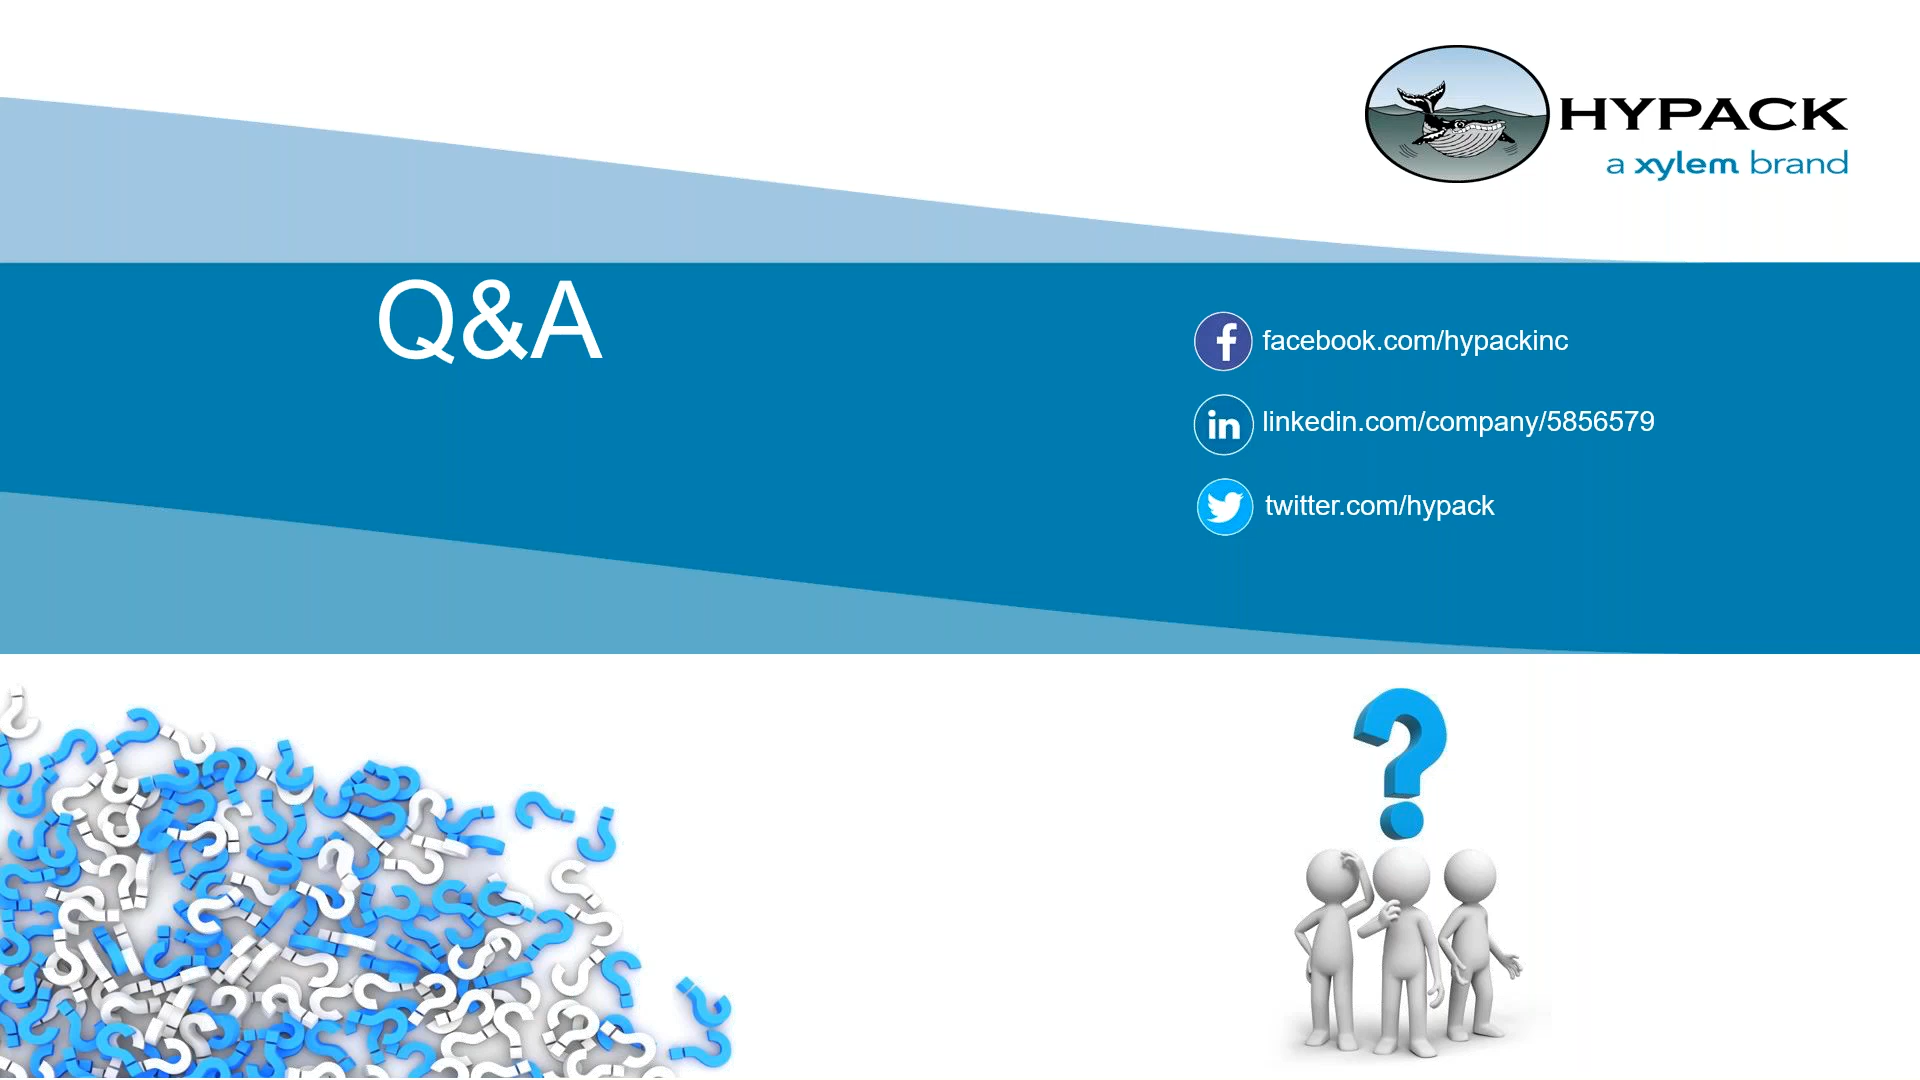 HYPACK
a xylem brand
Q&A
facebook.com/hypackinc
linkedin.com/company/5856579
twitter.com/hypack